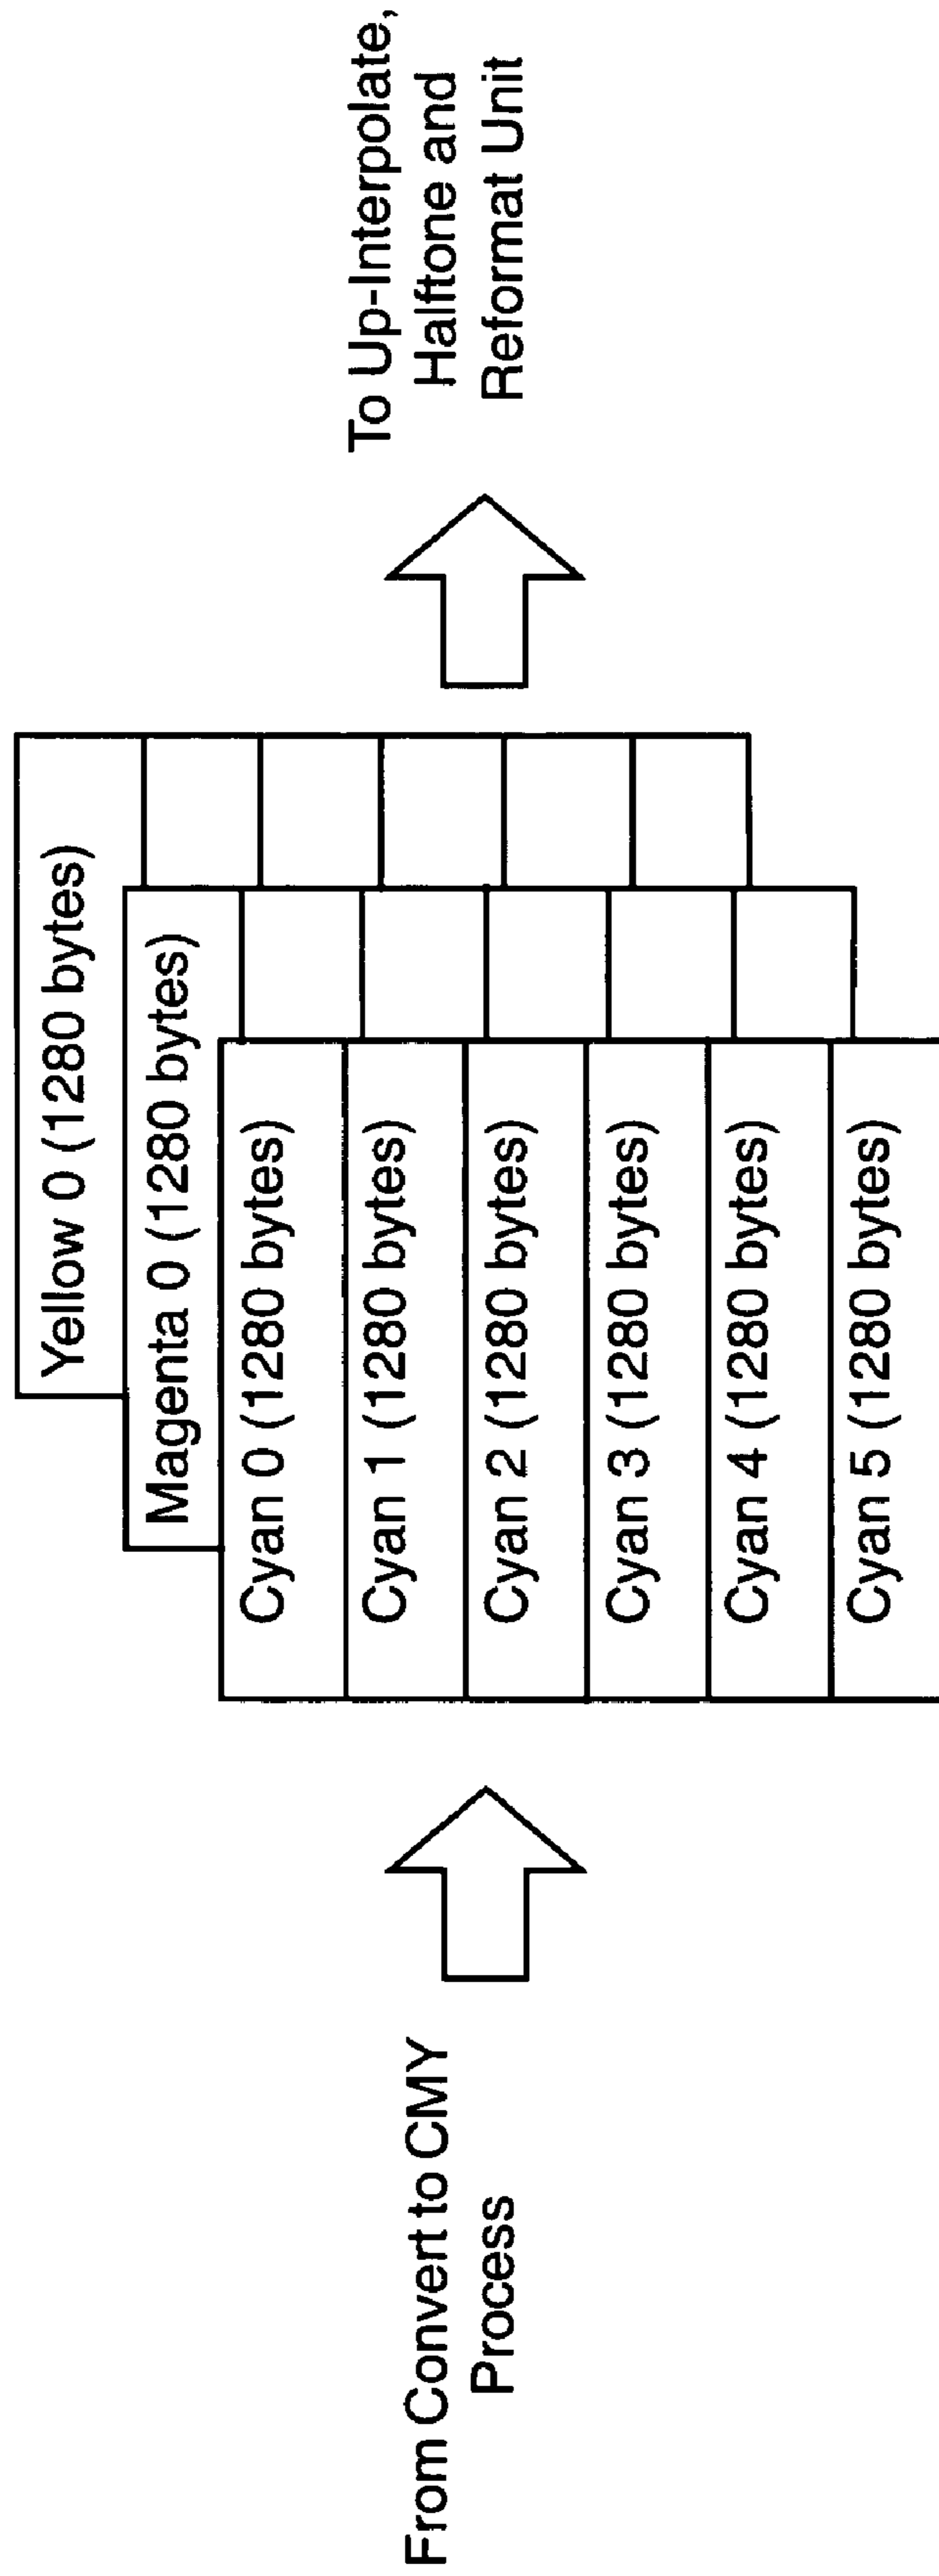 From Convert to CMY
Process
Yellow 0 (1280 bytes)
Magenta 0 (1280 bytes)
Cyan 0 (1280 bytes)
Cyan 1 (1280 bytes)
Cyan 2 (1280 bytes)
Cyan 3 (1280 bytes)
Cyan 4 (1280 bytes)
Cyan 5 (1280 bytes)
To Up-Interpolate,
Halftone and
Reformat Unit